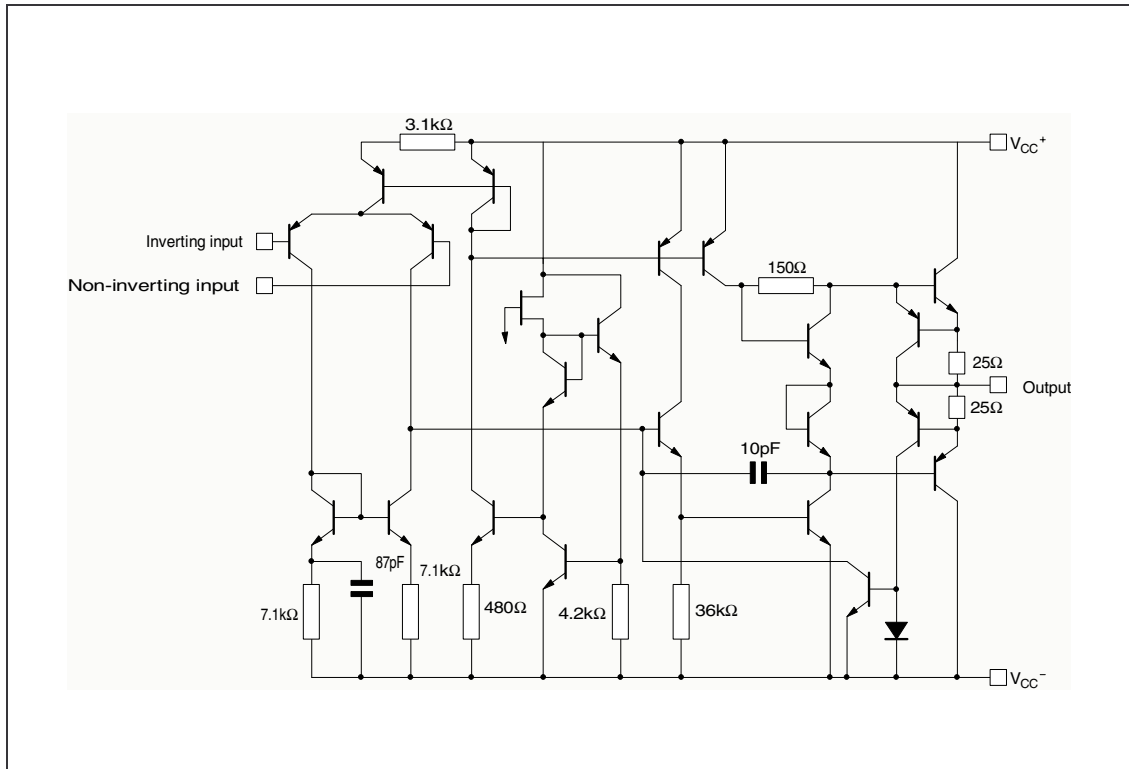 3.1kΩ
V_CC⁺
Inverting input
150Ω
Non-inverting input
25Ω
Output
25Ω
10pF
87pF
7.1kΩ
7.1kΩ
480Ω
4.2kΩ
36kΩ
V_CC⁻